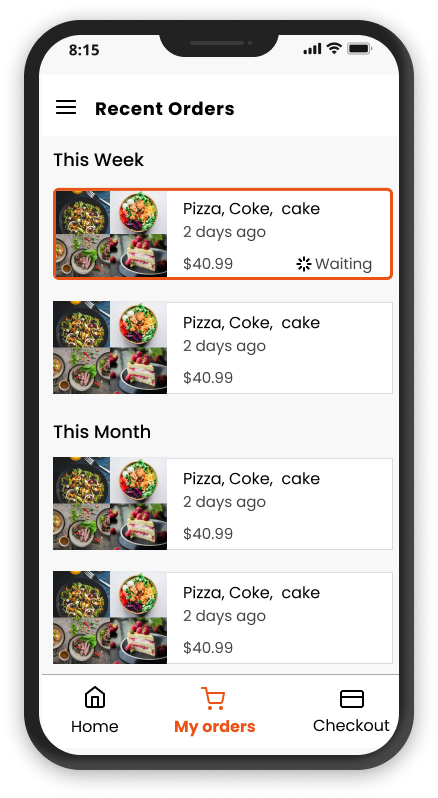 8:15
Recent Orders
This Week
Pizza, Coke, cake
2 days ago
$40.99 Waiting
Pizza, Coke, cake
2 days ago
$40.99
This Month
Pizza, Coke, cake
2 days ago
$40.99
Pizza, Coke, cake
2 days ago
$40.99
Home My orders Checkout